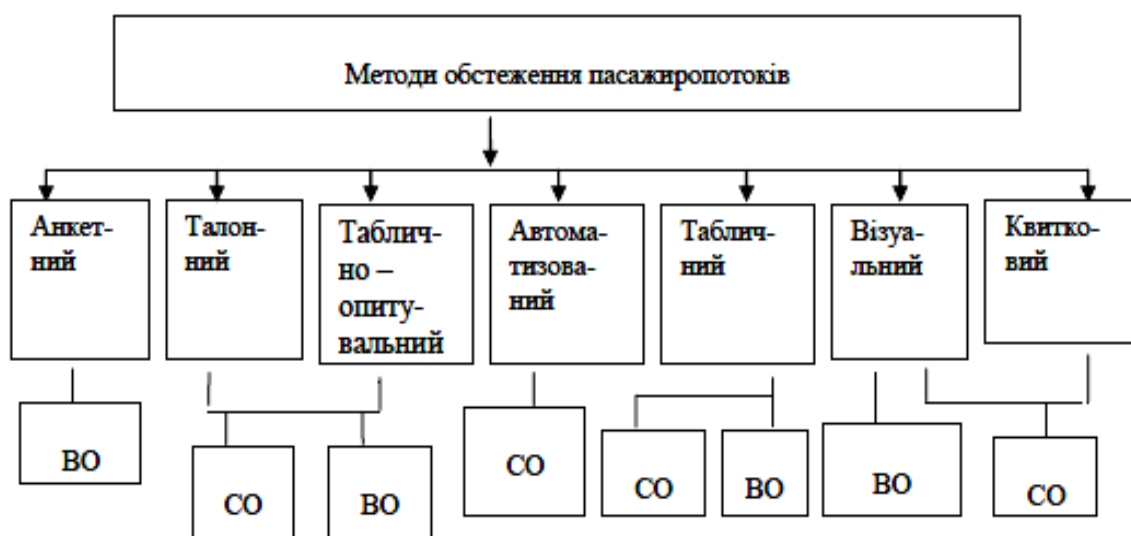 Методи обстеження пасажиропотоків
Анкет-
ний
Талон-
ний
Таблич-
но –
опиту-
вальний
Автома-
тизова-
ний
Таблич-
ний
Візуа-
льний
Квитко-
вий
ВО
СО
ВО
СО
СО
ВО
ВО
СО